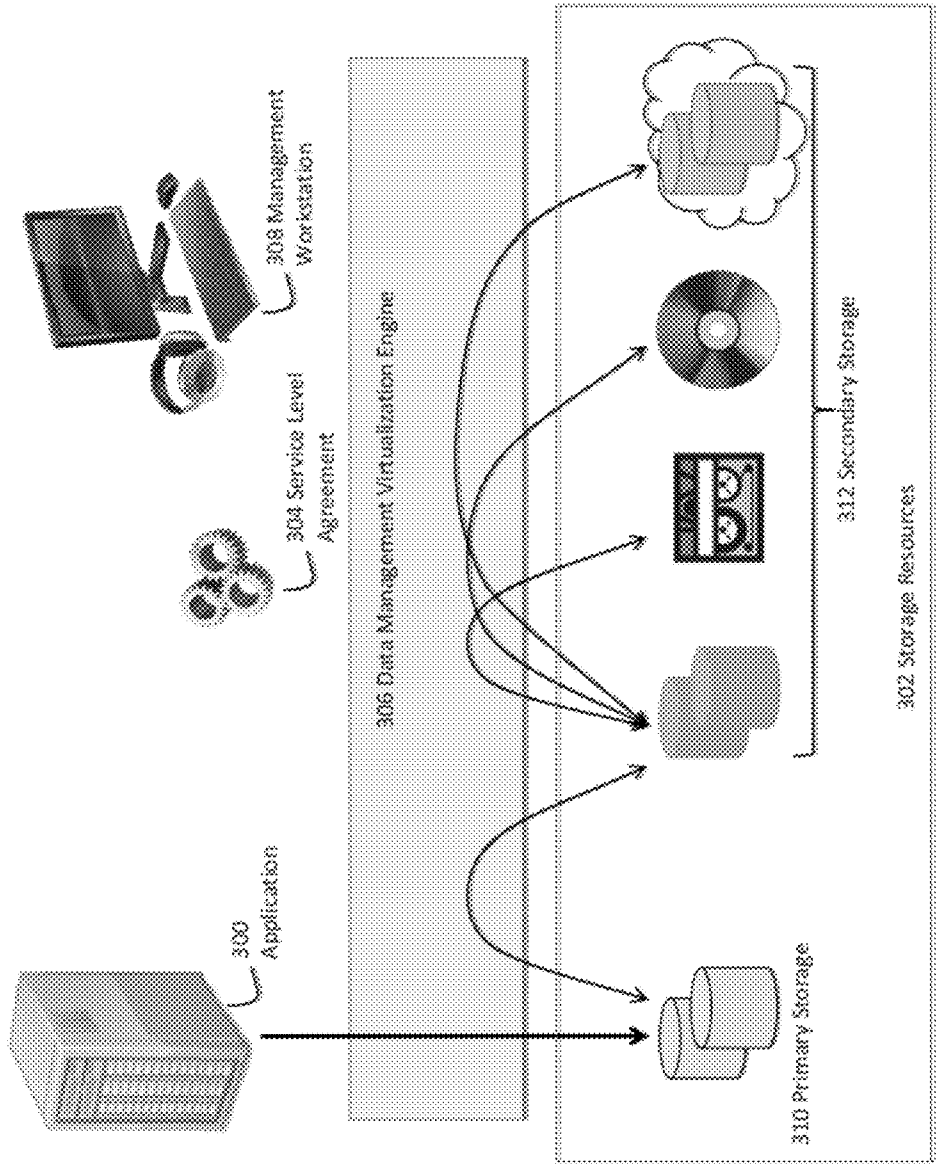 300
Application
304 Service Level
Agreement
308 Management
Workstation
306 Data Management Virtualization Engine
310 Primary Storage
312 Secondary Storage
302 Storage Resources